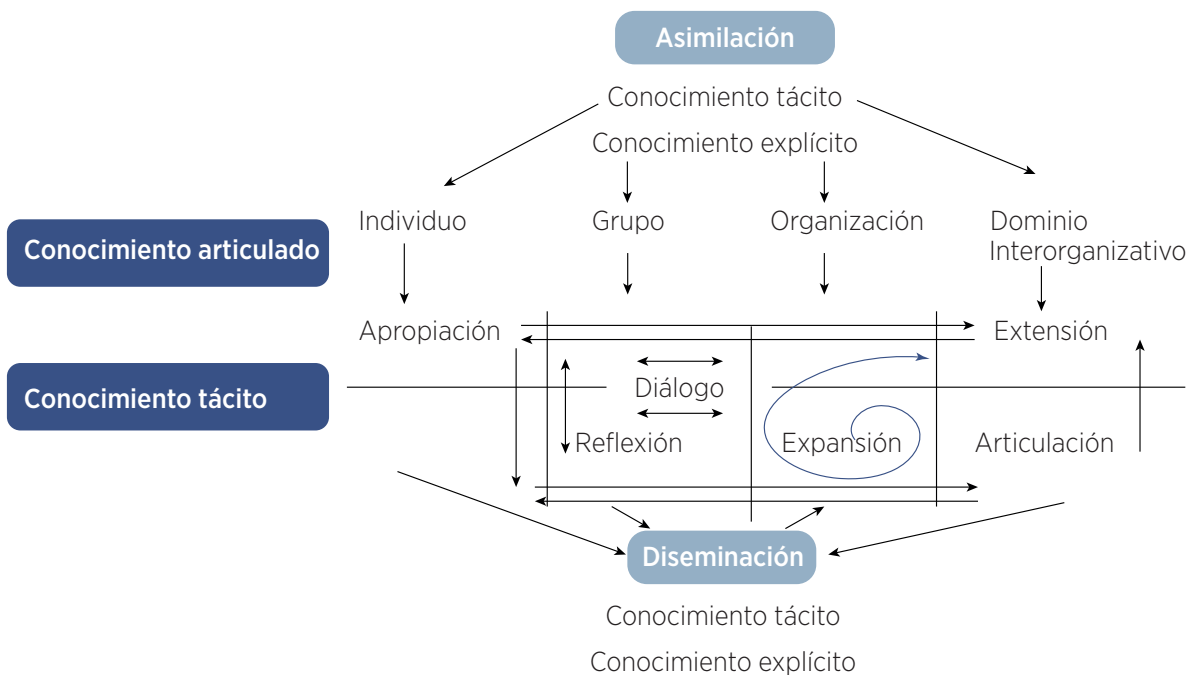 Asimilación
Conocimiento tácito
Conocimiento explícito
Individuo
Grupo
Organización
Dominio
Interorganizativo
Conocimiento articulado
Apropiación
Extensión
Conocimiento tácito
Diálogo
Reflexión
Expansión
Articulación
Diseminación
Conocimiento tácito
Conocimiento explícito